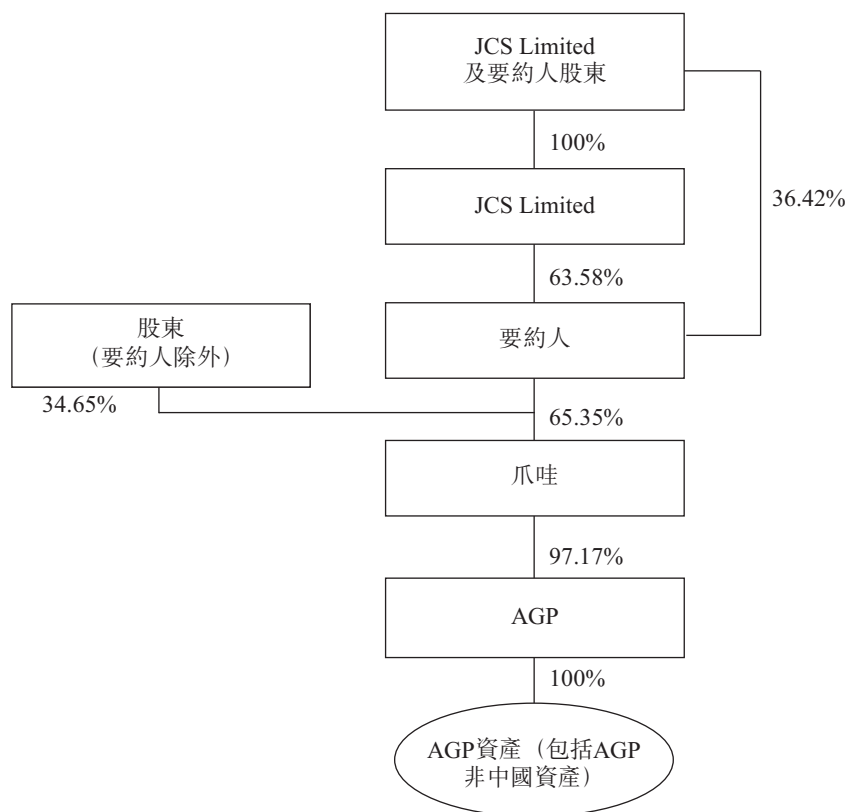 JCS Limited
及要約人股東
100%
36.42%
JCS Limited
63.58%
股東
（要約人除外）
要約人
34.65%
65.35%
爪哇
97.17%
AGP
100%
AGP資產（包括AGP
非中國資產）